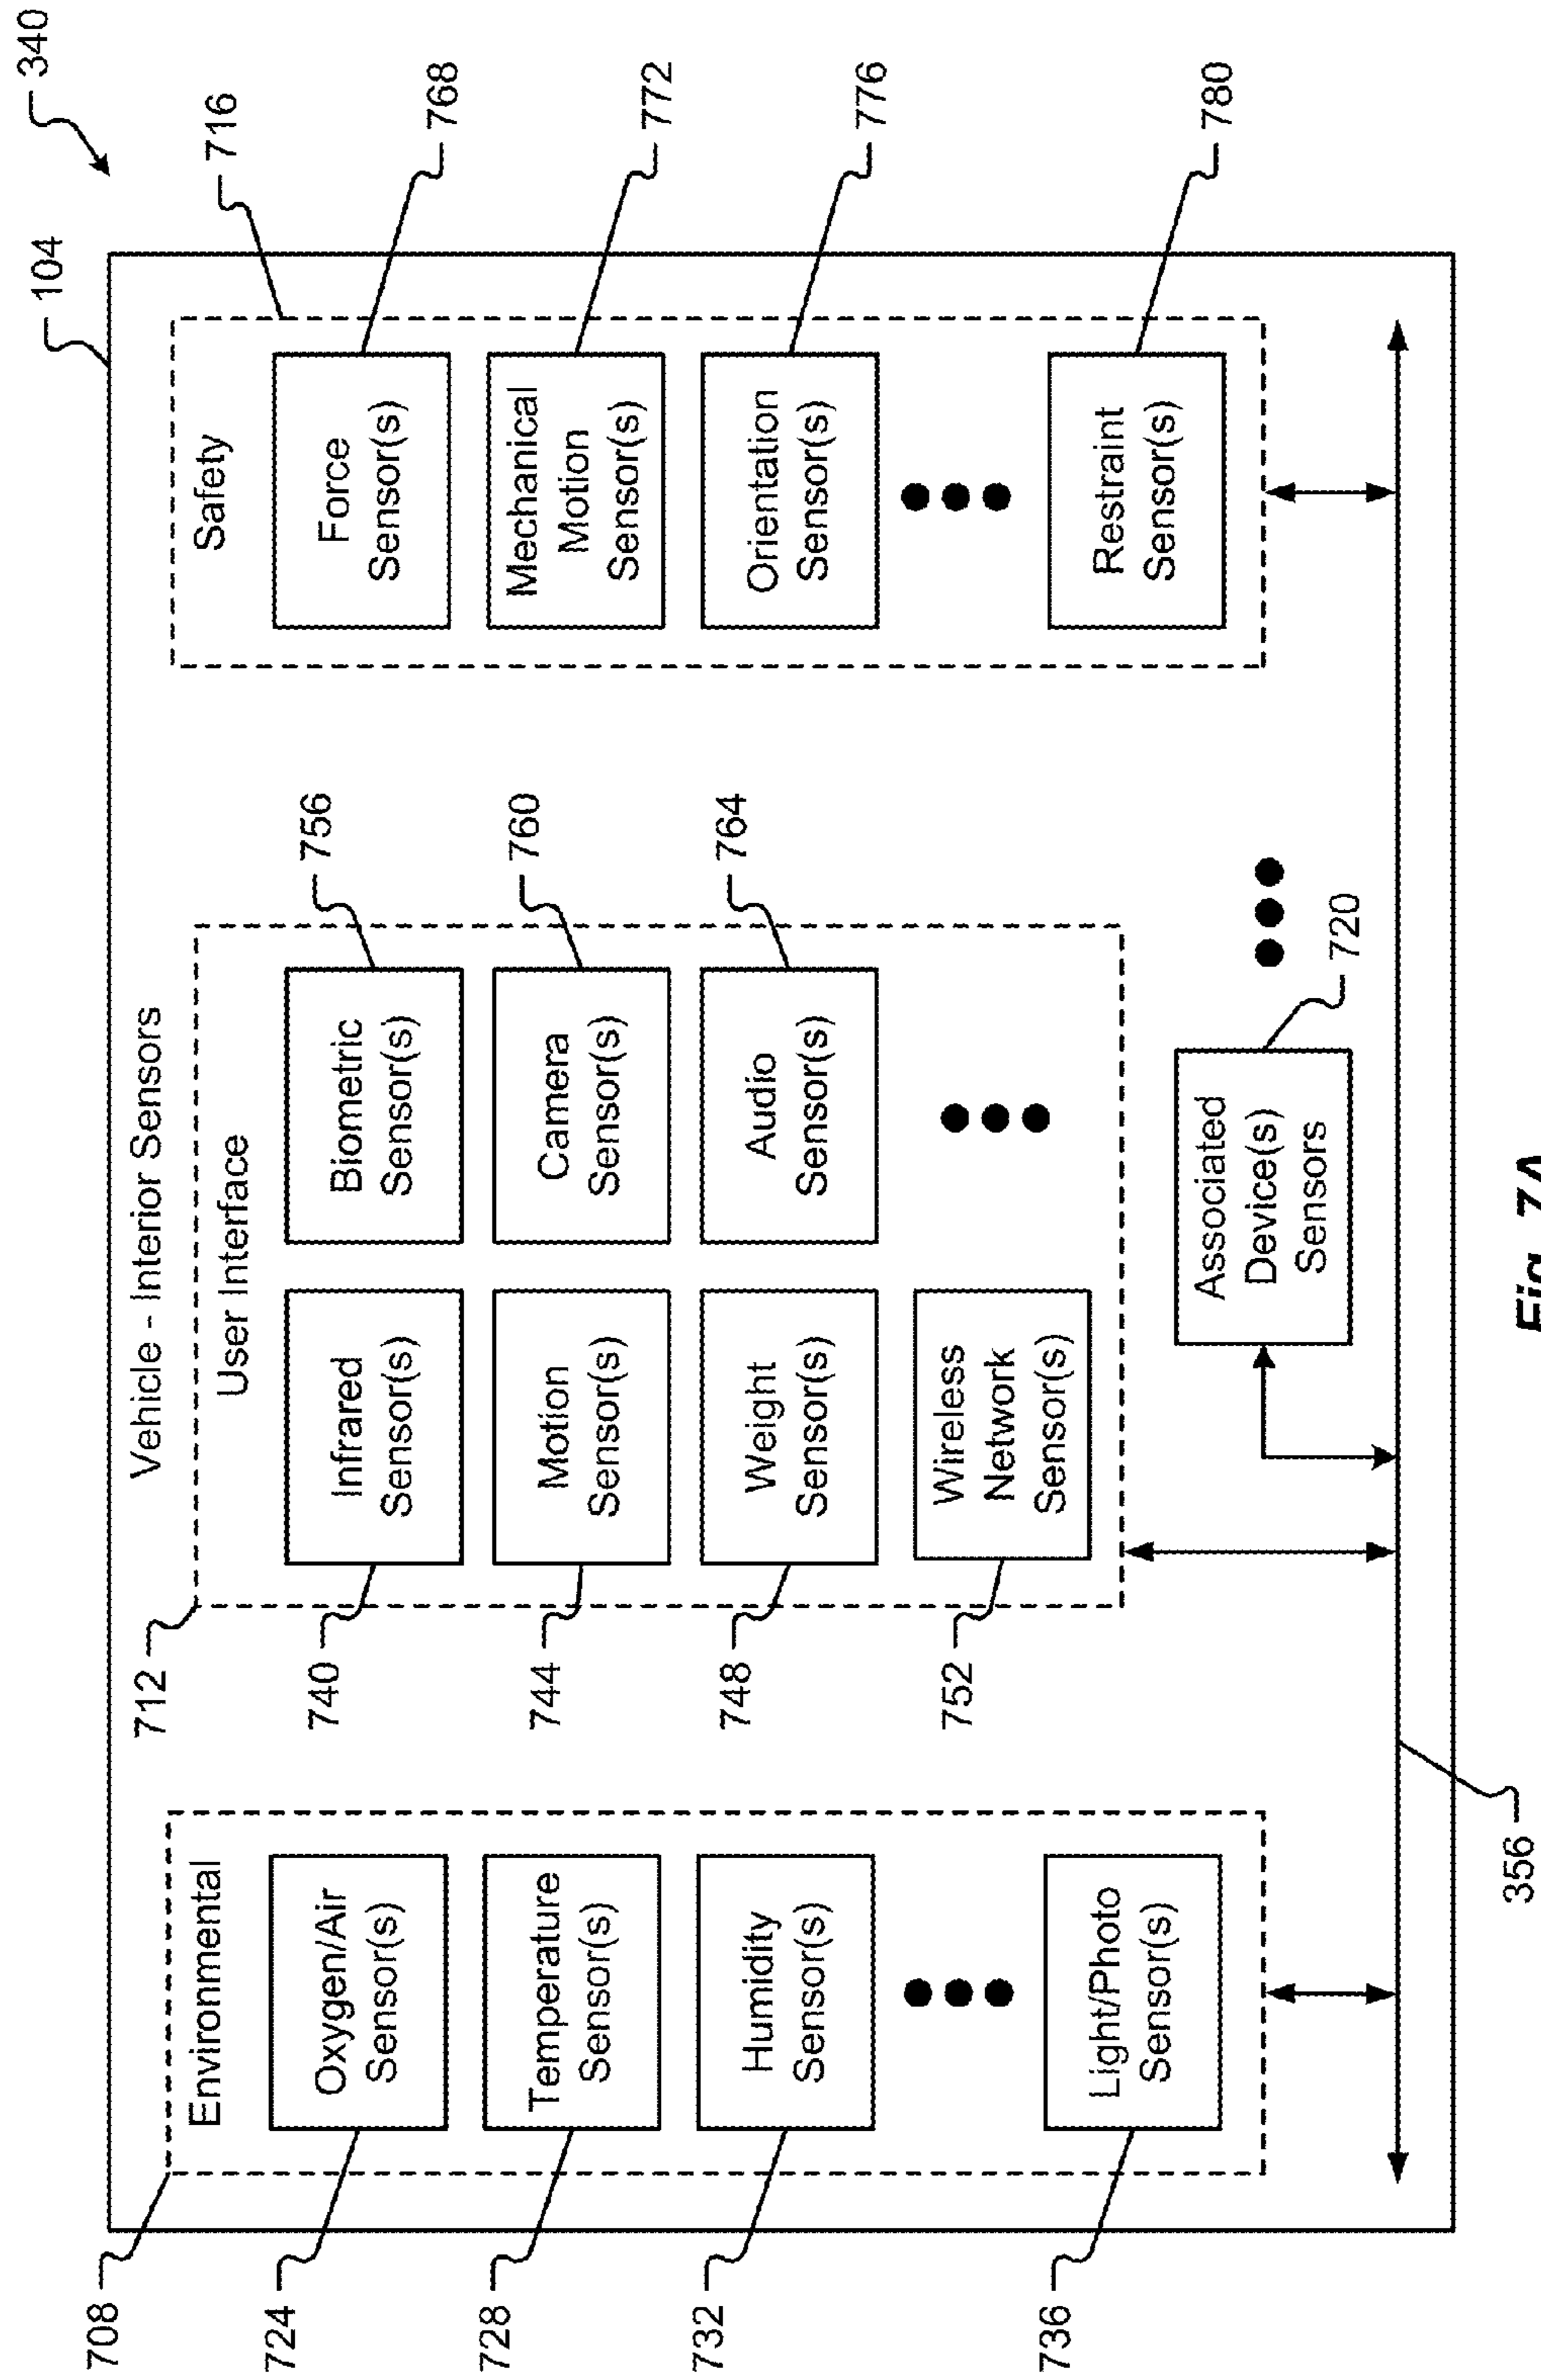 340
104
716
Vehicle - Interior Sensors
712
User Interface
Safety
708
Environmental
724
Oxygen/Air
Sensor(s)
740
Infrared
Sensor(s)
Biometric
Sensor(s)
756
Force
Sensor(s)
768
728
Temperature
Sensor(s)
744
Motion
Sensor(s)
Camera
Sensor(s)
760
Mechanical
Motion
Sensor(s)
772
732
Humidity
Sensor(s)
748
Weight
Sensor(s)
Audio
Sensor(s)
764
Orientation
Sensor(s)
776
752
Wireless
Network
Sensor(s)
736
Light/Photo
Sensor(s)
Restraint
Sensor(s)
780
Associated
Device(s)
Sensors
720
356
Fig. 7A